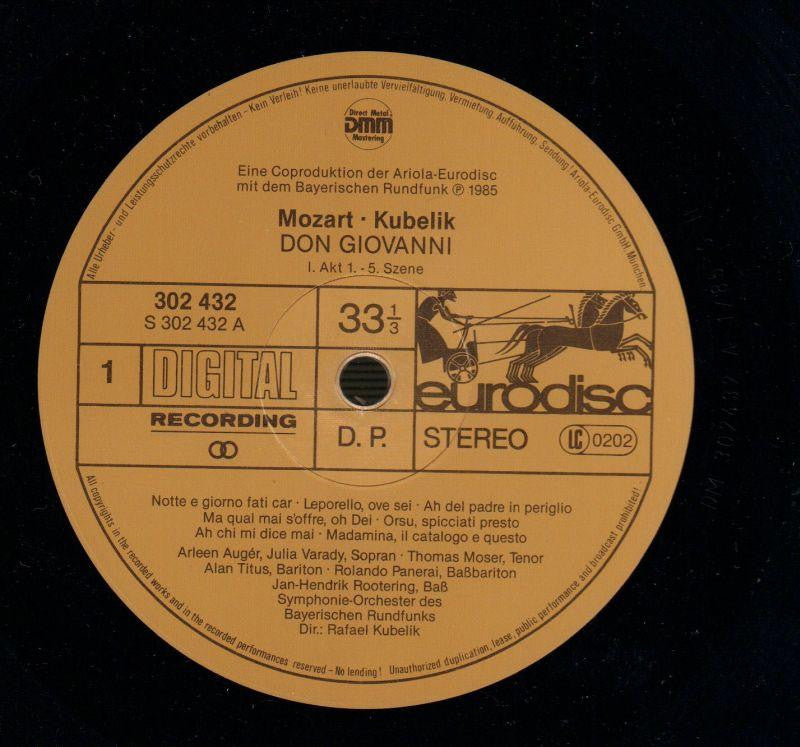 Alle Urheber- und Leistungsschutzrechte vorbehalten – Kein Verleih! Keine unerlaubte Vervielfältigung, Vermietung, Aufführung, Sendung! Ariola-Eurodisc GmbH, München
Direct Metal
DMM
Mastering
Eine Coproduktion der Ariola-Eurodisc
mit dem Bayerischen Rundfunk ℗ 1985
Mozart · Kubelik
DON GIOVANNI
I. Akt 1. - 5. Szene
302 432
S 302 432 A
33 1/3
1
DIGITAL
RECORDING
D. P.
eurodisc
STEREO
LC 0202
Notte e giorno fati car · Leporello, ove sei · Ah del padre in periglio
Ma qual mai s'offre, oh Dei · Orsu, spicciati presto
Ah chi mi dice mai · Madamina, il catalogo e questo
Arleen Augér, Julia Varady, Sopran · Thomas Moser, Tenor
Alan Titus, Bariton · Rolando Panerai, Baßbariton
Jan-Hendrik Rootering, Baß
Symphonie-Orchester des
Bayerischen Rundfunks
Dir.: Rafael Kubelik
All copyrights in the recorded works and in the recorded performances reserved – No lending! Unauthorized duplication, lease, public performance and broadcast prohibited!